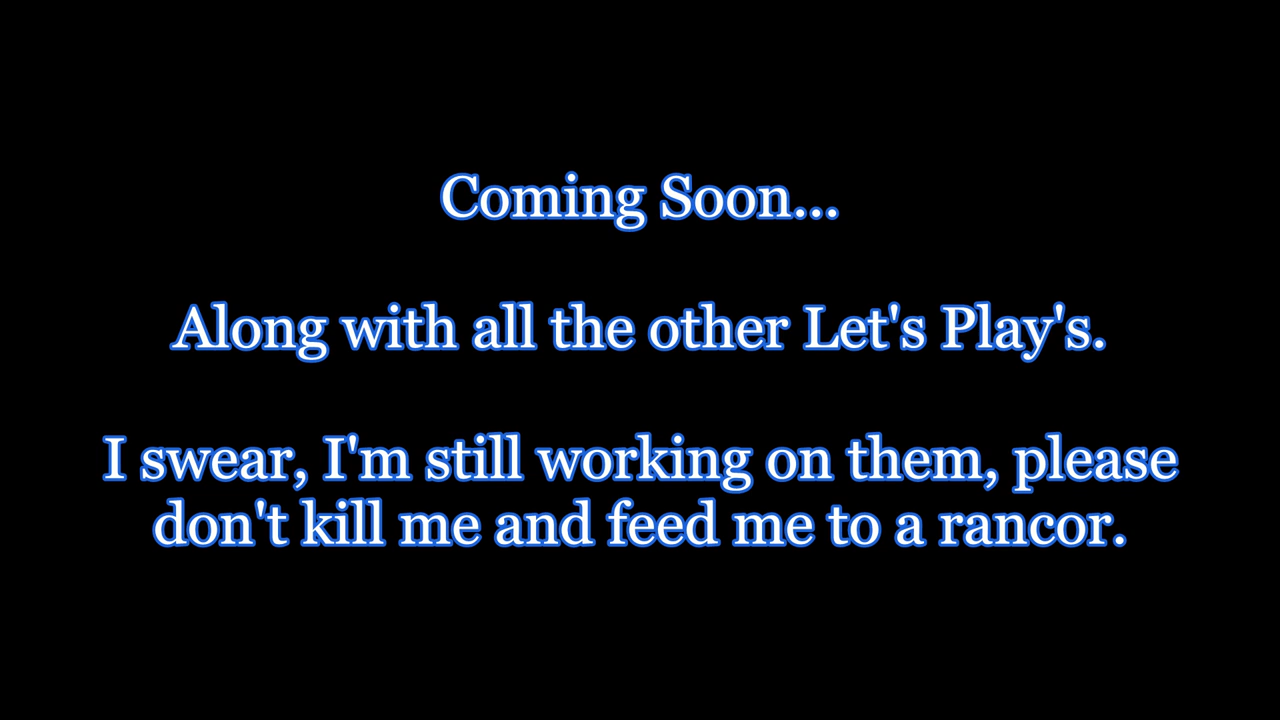 Coming Soon...
Along with all the other Let's Play's.
I swear, I'm still working on them, please
don't kill me and feed me to a rancor.